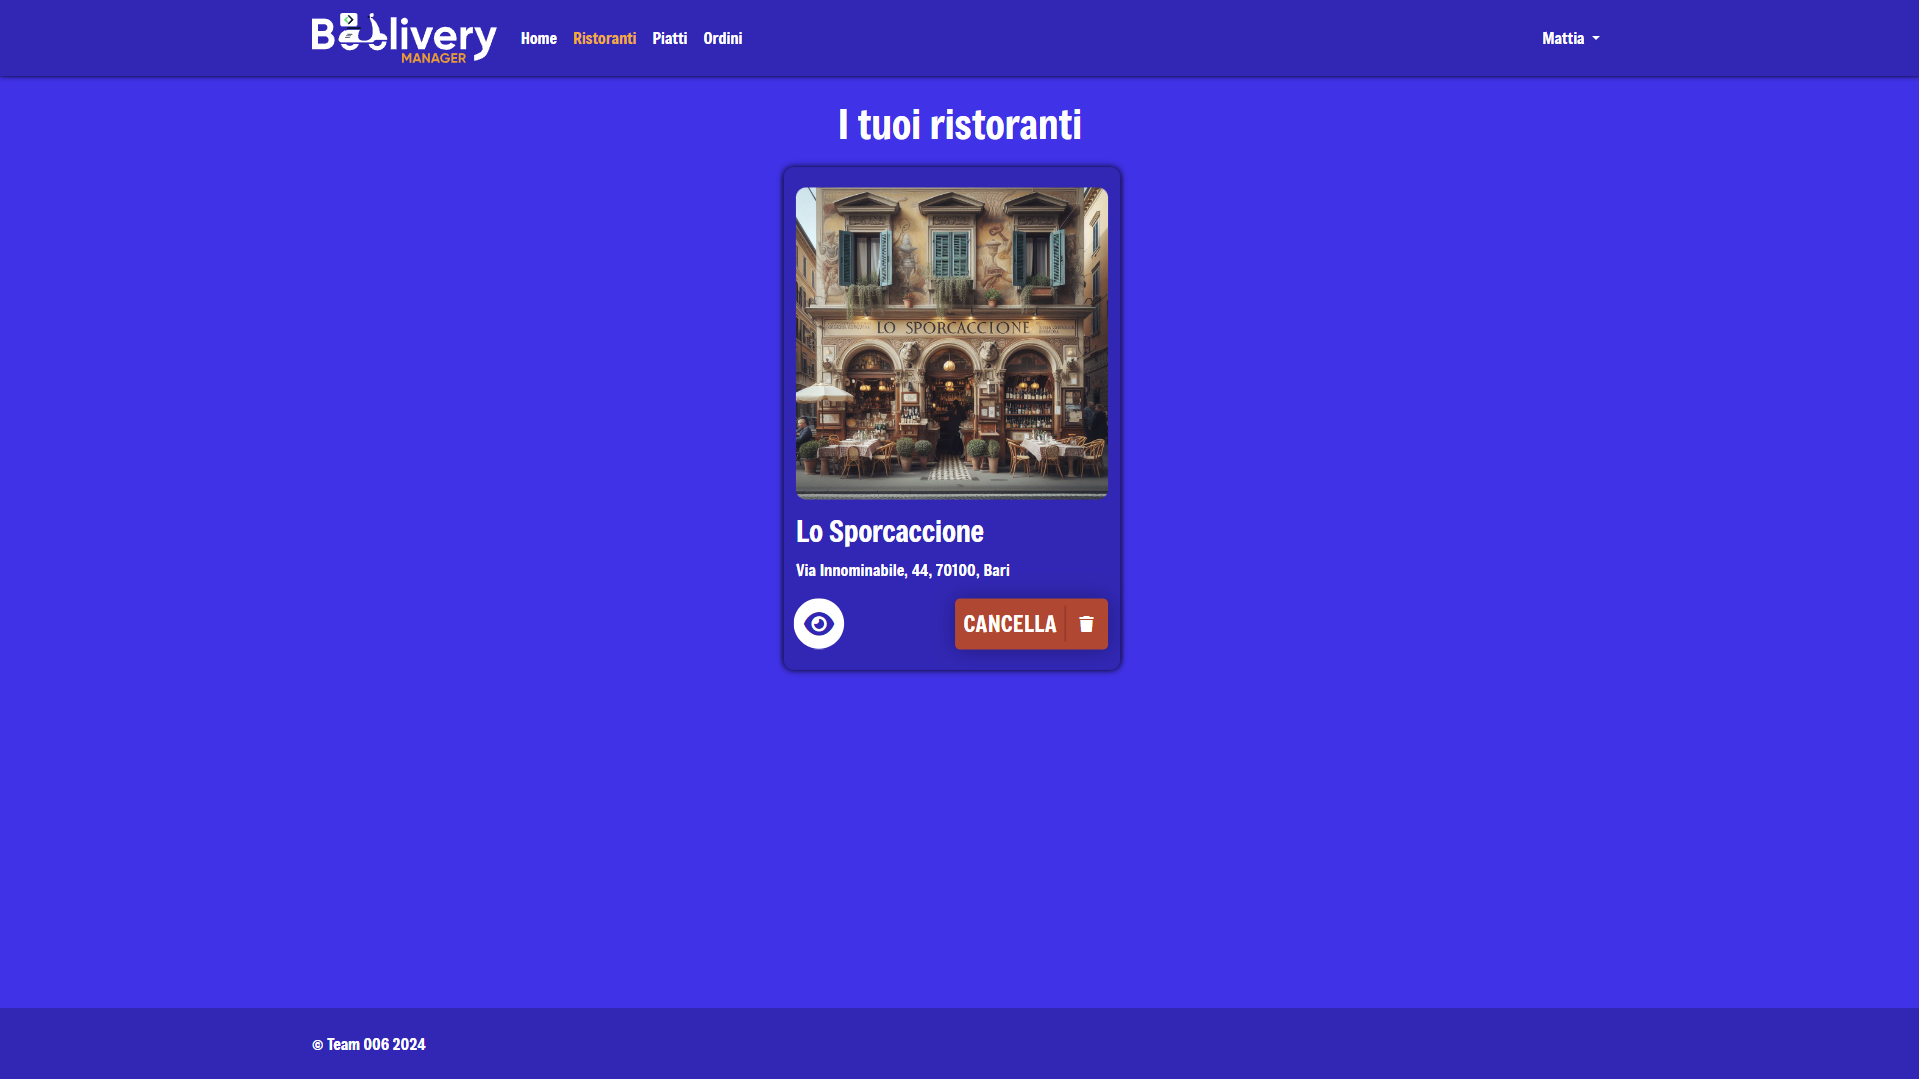 Boolivery
MANAGER
Home
Ristoranti
Piatti
Ordini
Mattia
I tuoi ristoranti
LO SPORCACCIONE
Lo Sporcaccione
Via Innominabile, 44, 70100, Bari
CANCELLA
© Team 006 2024